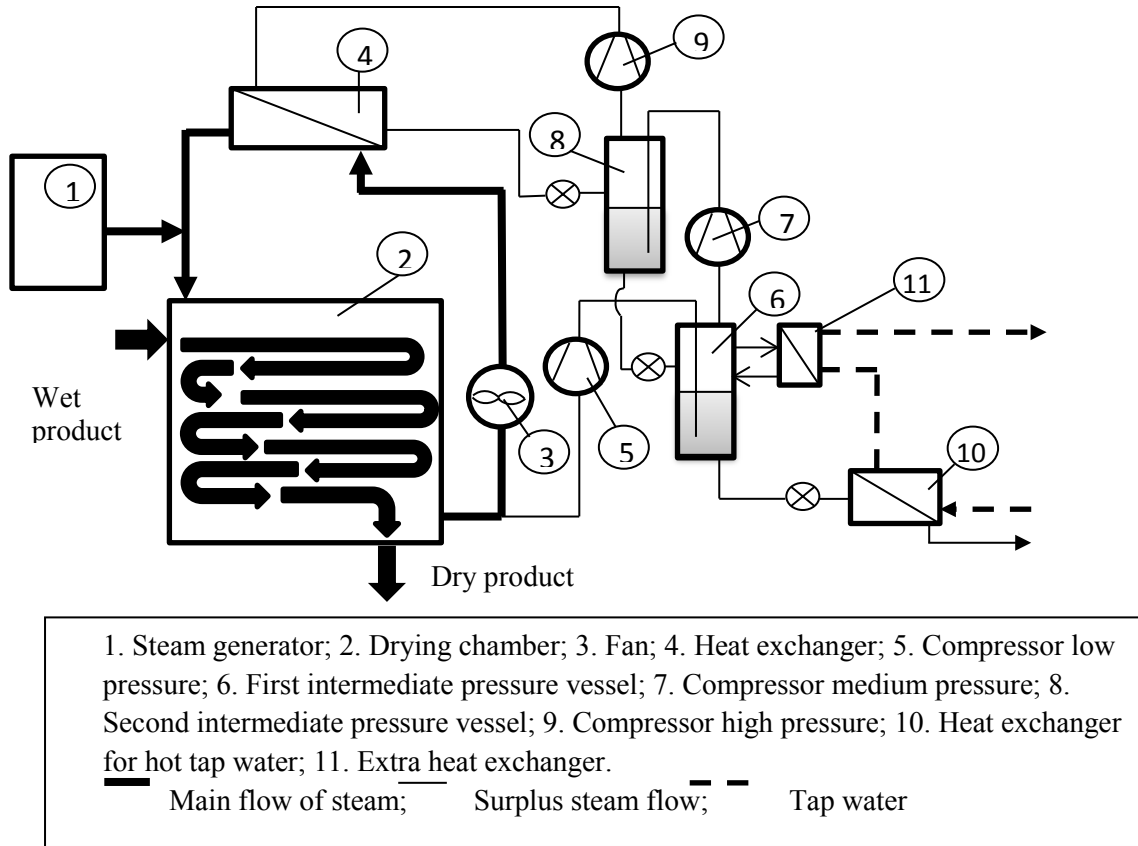 9
4
8
1
7
2
6
11
Wet
product
3
5
10
Dry product
1. Steam generator; 2. Drying chamber; 3. Fan; 4. Heat exchanger; 5. Compressor low
pressure; 6. First intermediate pressure vessel; 7. Compressor medium pressure; 8.
Second intermediate pressure vessel; 9. Compressor high pressure; 10. Heat exchanger
for hot tap water; 11. Extra heat exchanger.
Main flow of steam; Surplus steam flow; Tap water